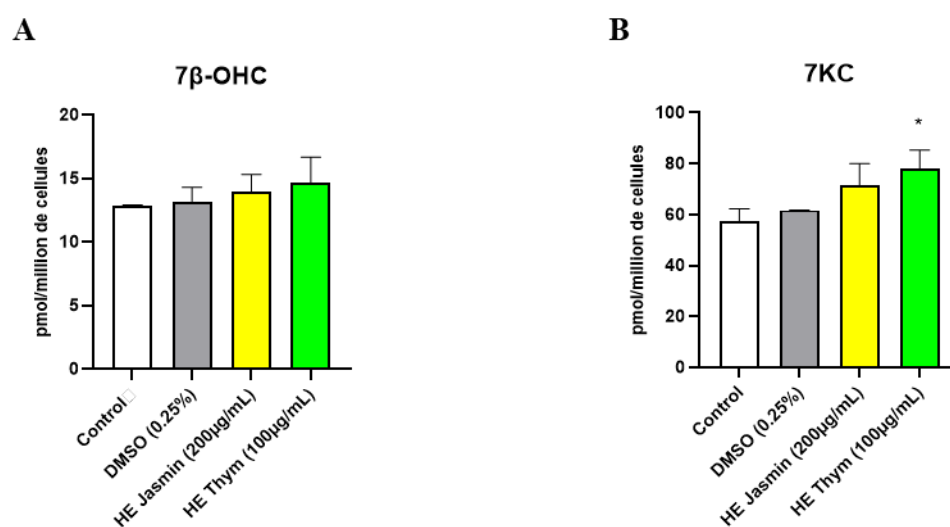 A
7β-OHC
pmol/million de cellules
20
15
10
5
0
Control
DMSO (0.25%)
HE Jasmin (200µg/mL)
HE Thym (100µg/mL)
B
7KC
*
pmol/million de cellules
100
80
60
40
20
0
Control
DMSO (0.25%)
HE Jasmin (200µg/mL)
HE Thym (100µg/mL)